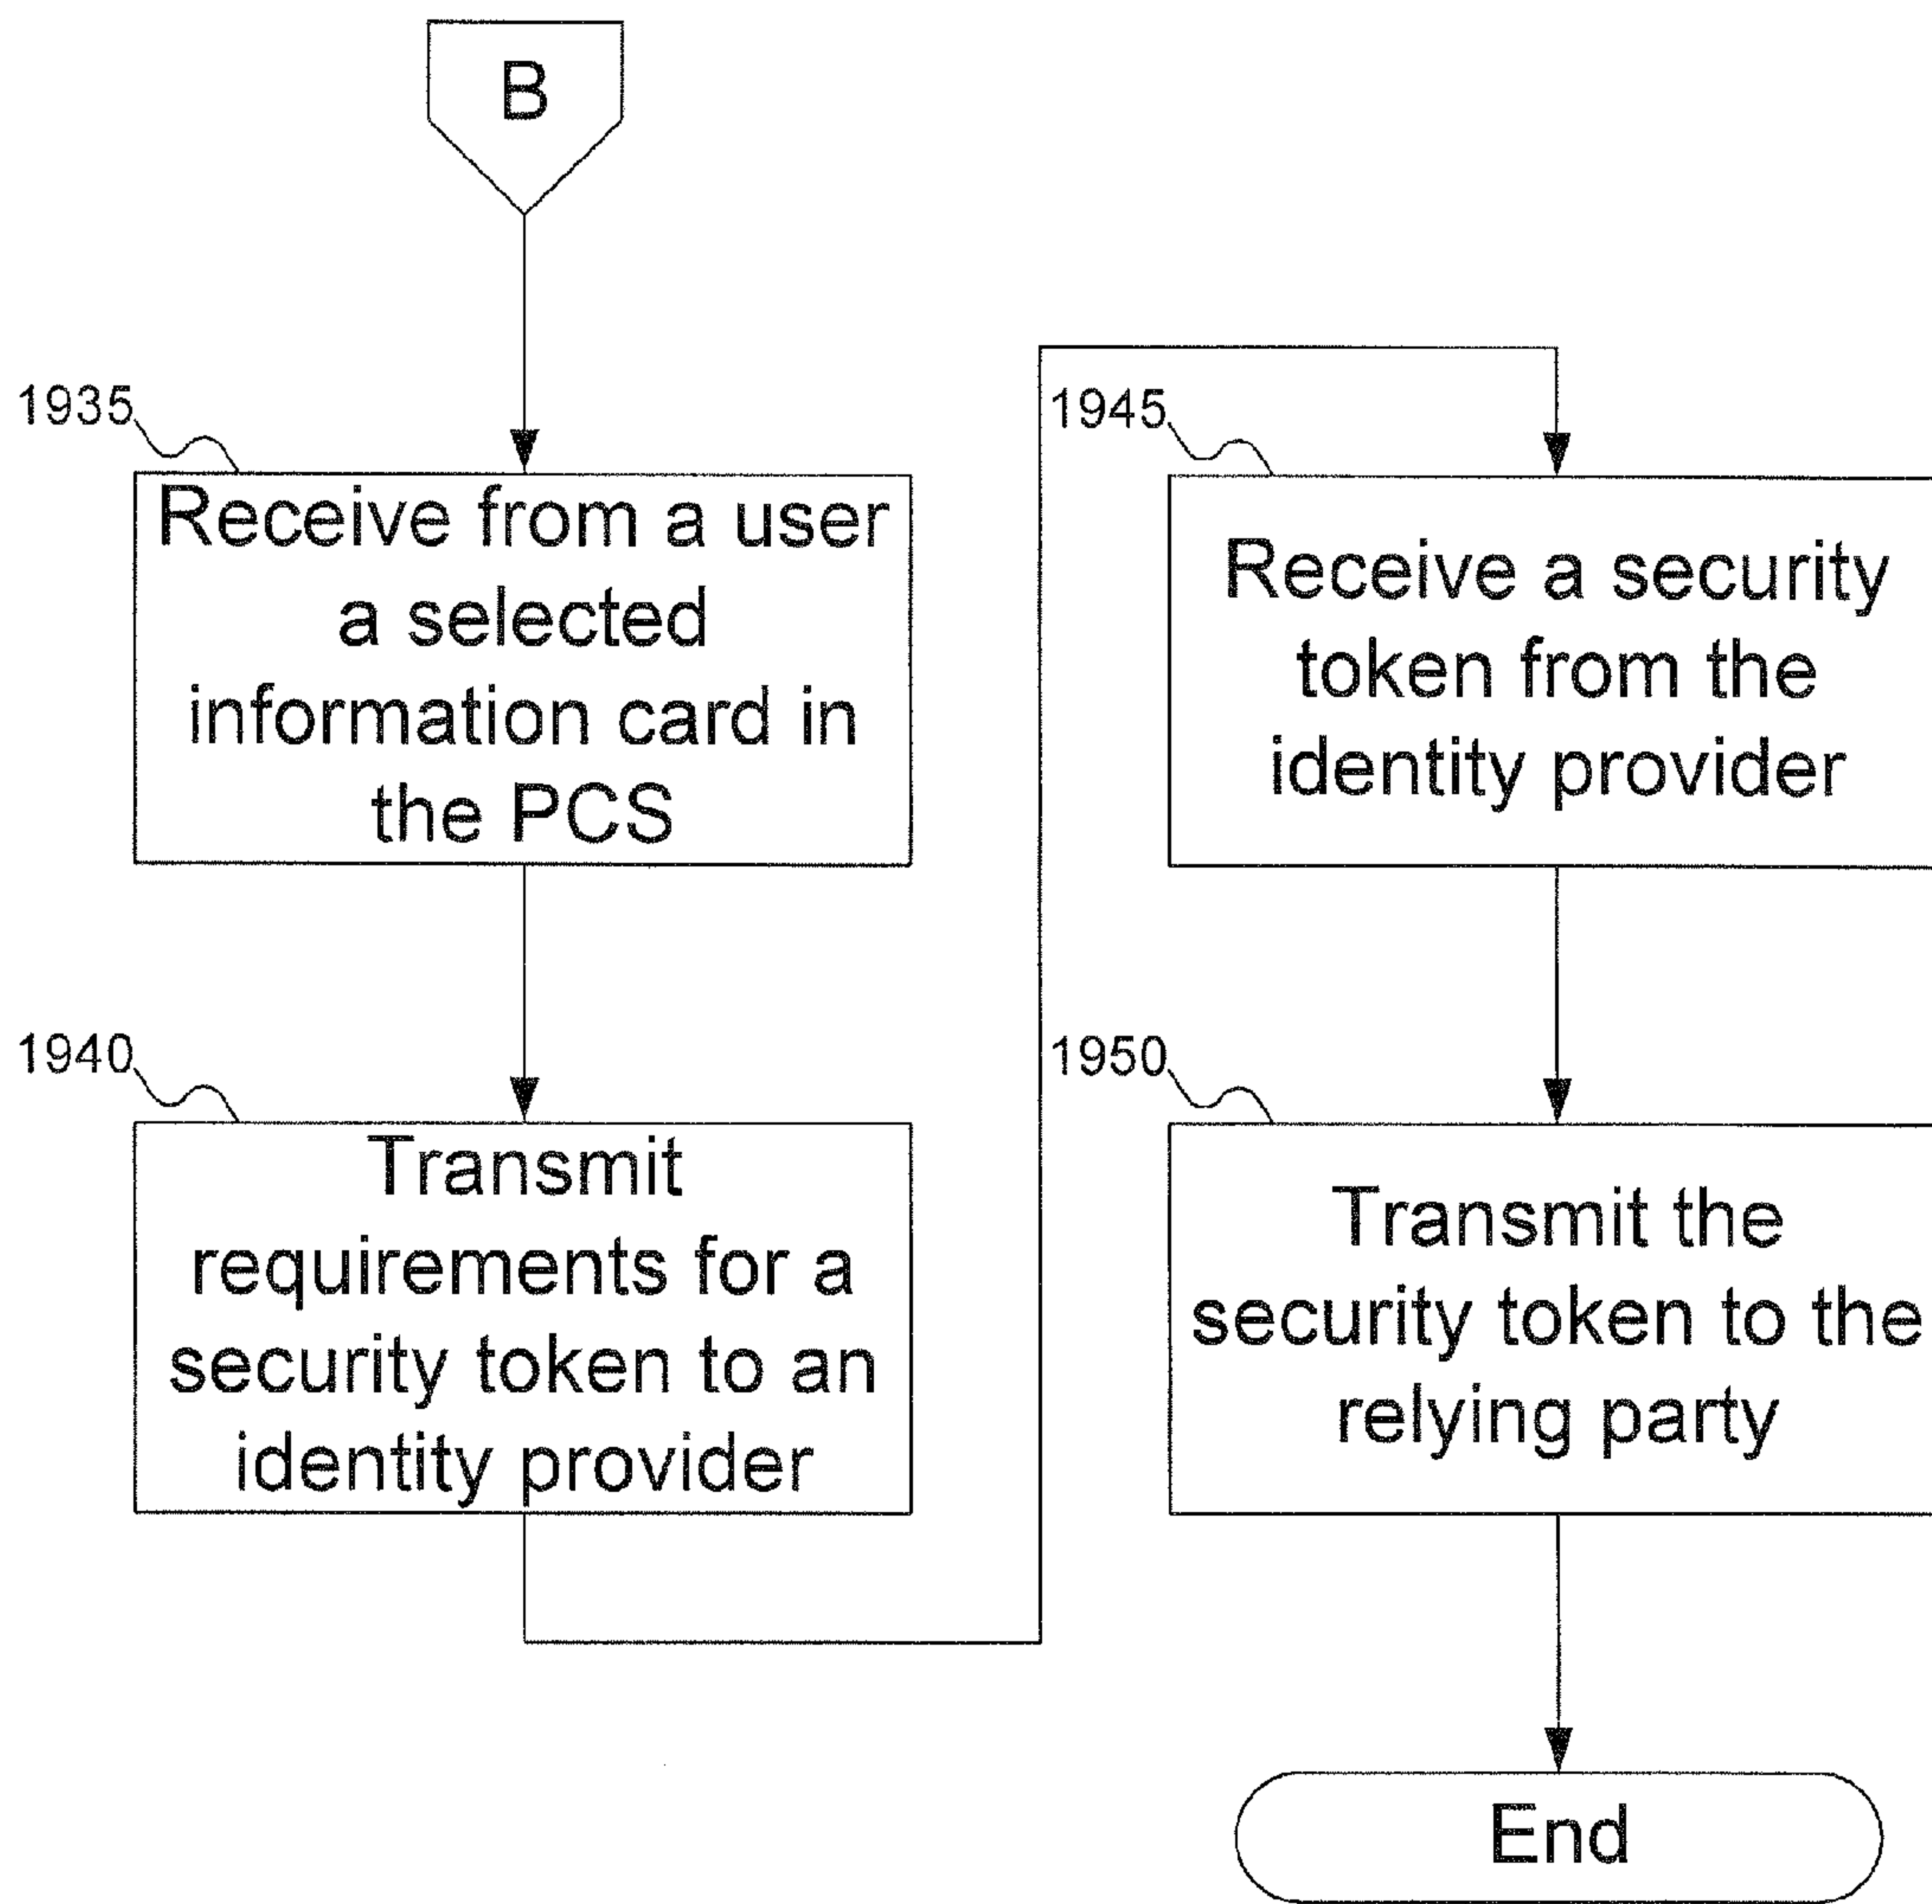 B
1935
Receive from a user
a selected
information card in
the PCS
1940
Transmit
requirements for a
security token to an
identity provider
1945
Receive a security
token from the
identity provider
1950
Transmit the
security token to the
relying party
End